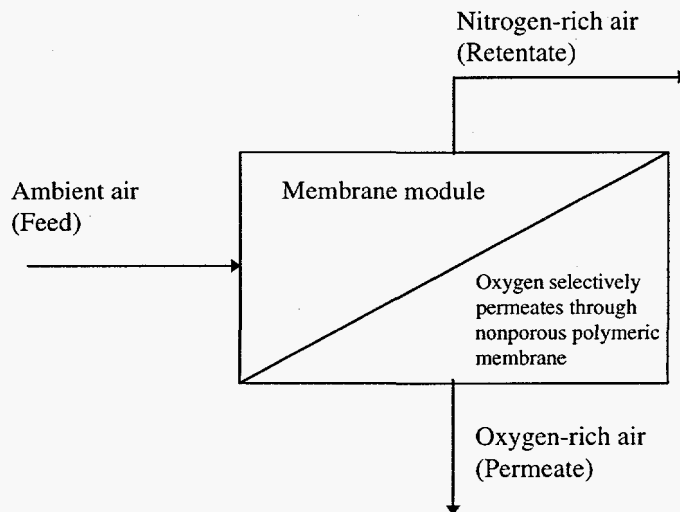 Nitrogen-rich air
(Retentate)
Ambient air
(Feed)
Membrane module
Oxygen selectively
permeates through
nonporous polymeric
membrane
Oxygen-rich air
(Permeate)